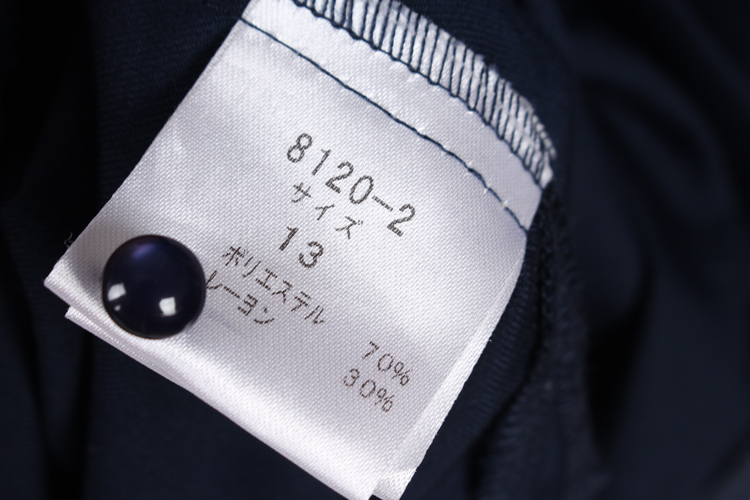 8120-2
サイズ
13
ポリエステル 70%
レーヨン 30%